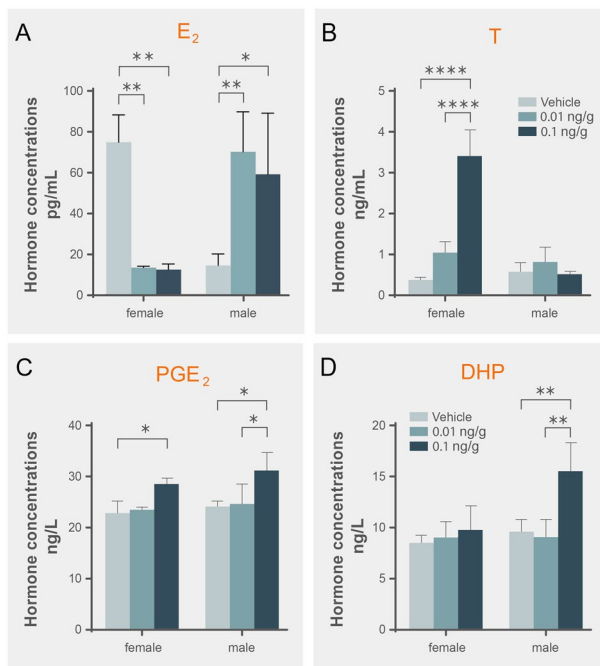 A
E2
** *
** **
Hormone concentrations
pg/mL
100
80
60
40
20
0
female male
B
T
****
****
Vehicle
0.01 ng/g
0.1 ng/g
Hormone concentrations
ng/mL
5
4
3
2
1
0
female male
C
PGE2
*
* *
Hormone concentrations
ng/L
40
30
20
10
0
female male
D
DHP
**
**
Vehicle
0.01 ng/g
0.1 ng/g
Hormone concentrations
ng/L
20
15
10
5
0
female male